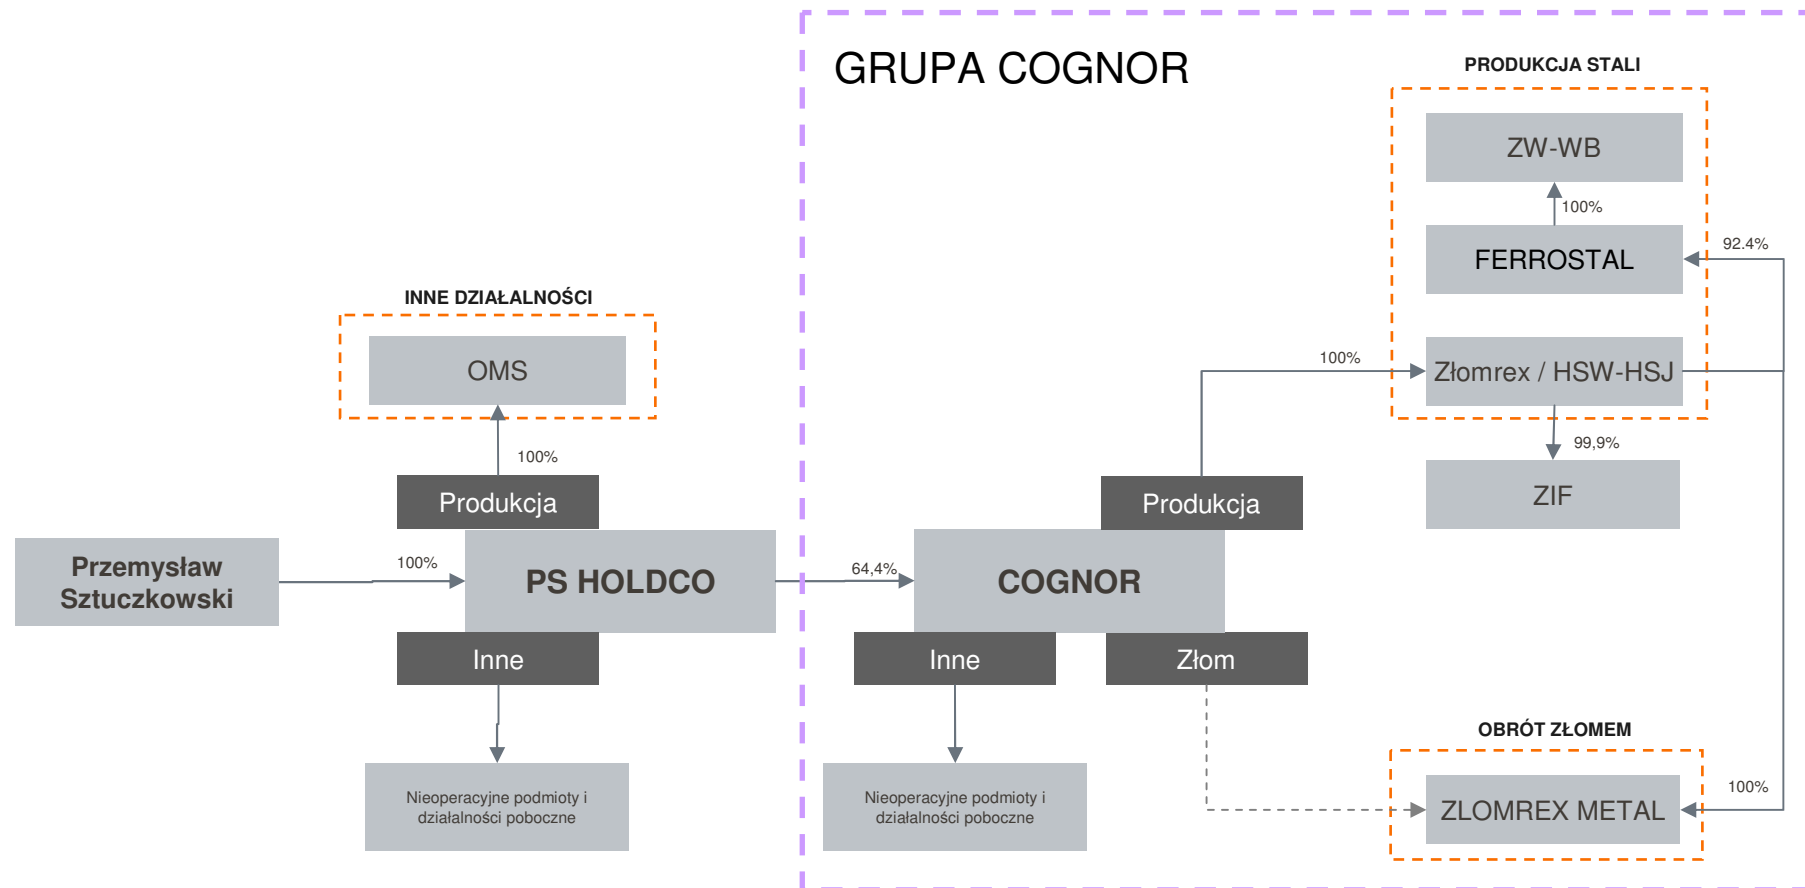 GRUPA COGNOR
PRODUKCJA STALI
ZW-WB
100%
FERROSTAL
92.4%
INNE DZIAŁALNOŚCI
OMS
100%
Złomrex / HSW-HSJ
100%
99,9%
Produkcja
Produkcja
ZIF
Przemysław
Sztuczkowski
100%
PS HOLDCO
64,4%
COGNOR
Inne
Inne
Złom
OBRÓT ZŁOMEM
Nieoperacyjne podmioty i
działalności poboczne
Nieoperacyjne podmioty i
działalności poboczne
ZLOMREX METAL
100%